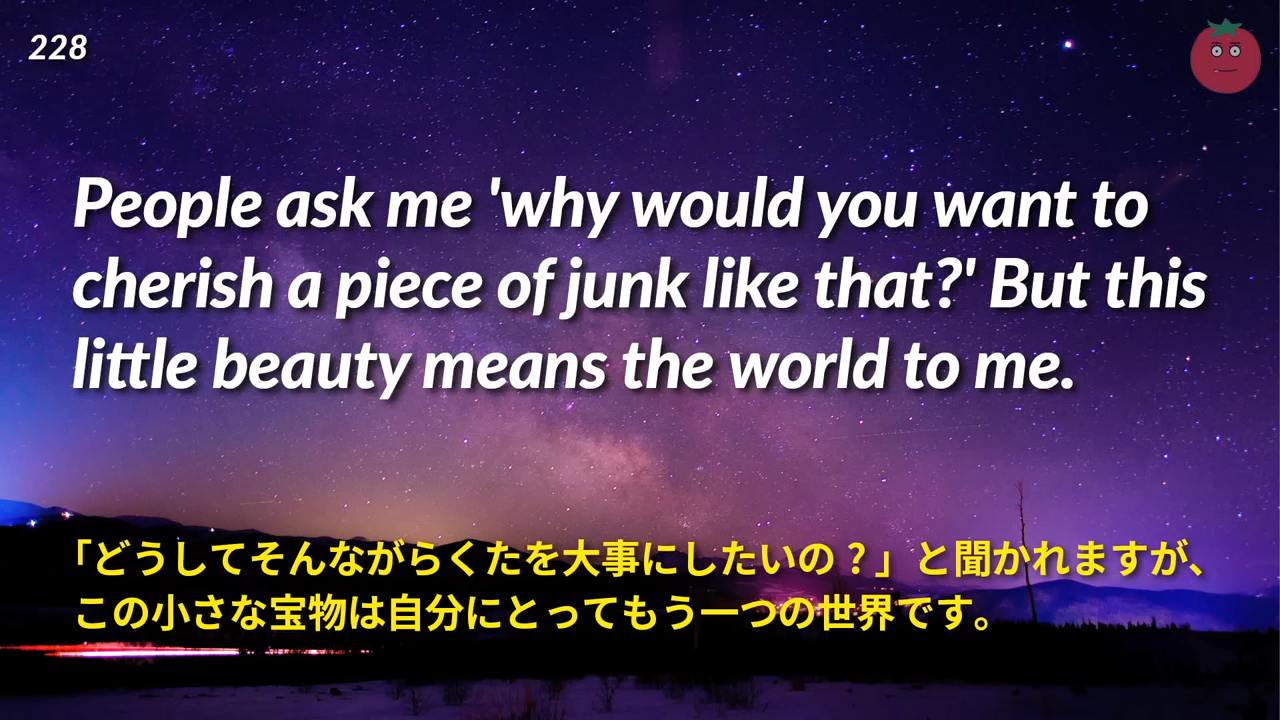 228
People ask me 'why would you want to
cherish a piece of junk like that?' But this
little beauty means the world to me.
「どうしてそんながらくたを大事にしたいの？」と聞かれますが、
この小さな宝物は自分にとってもう一つの世界です。